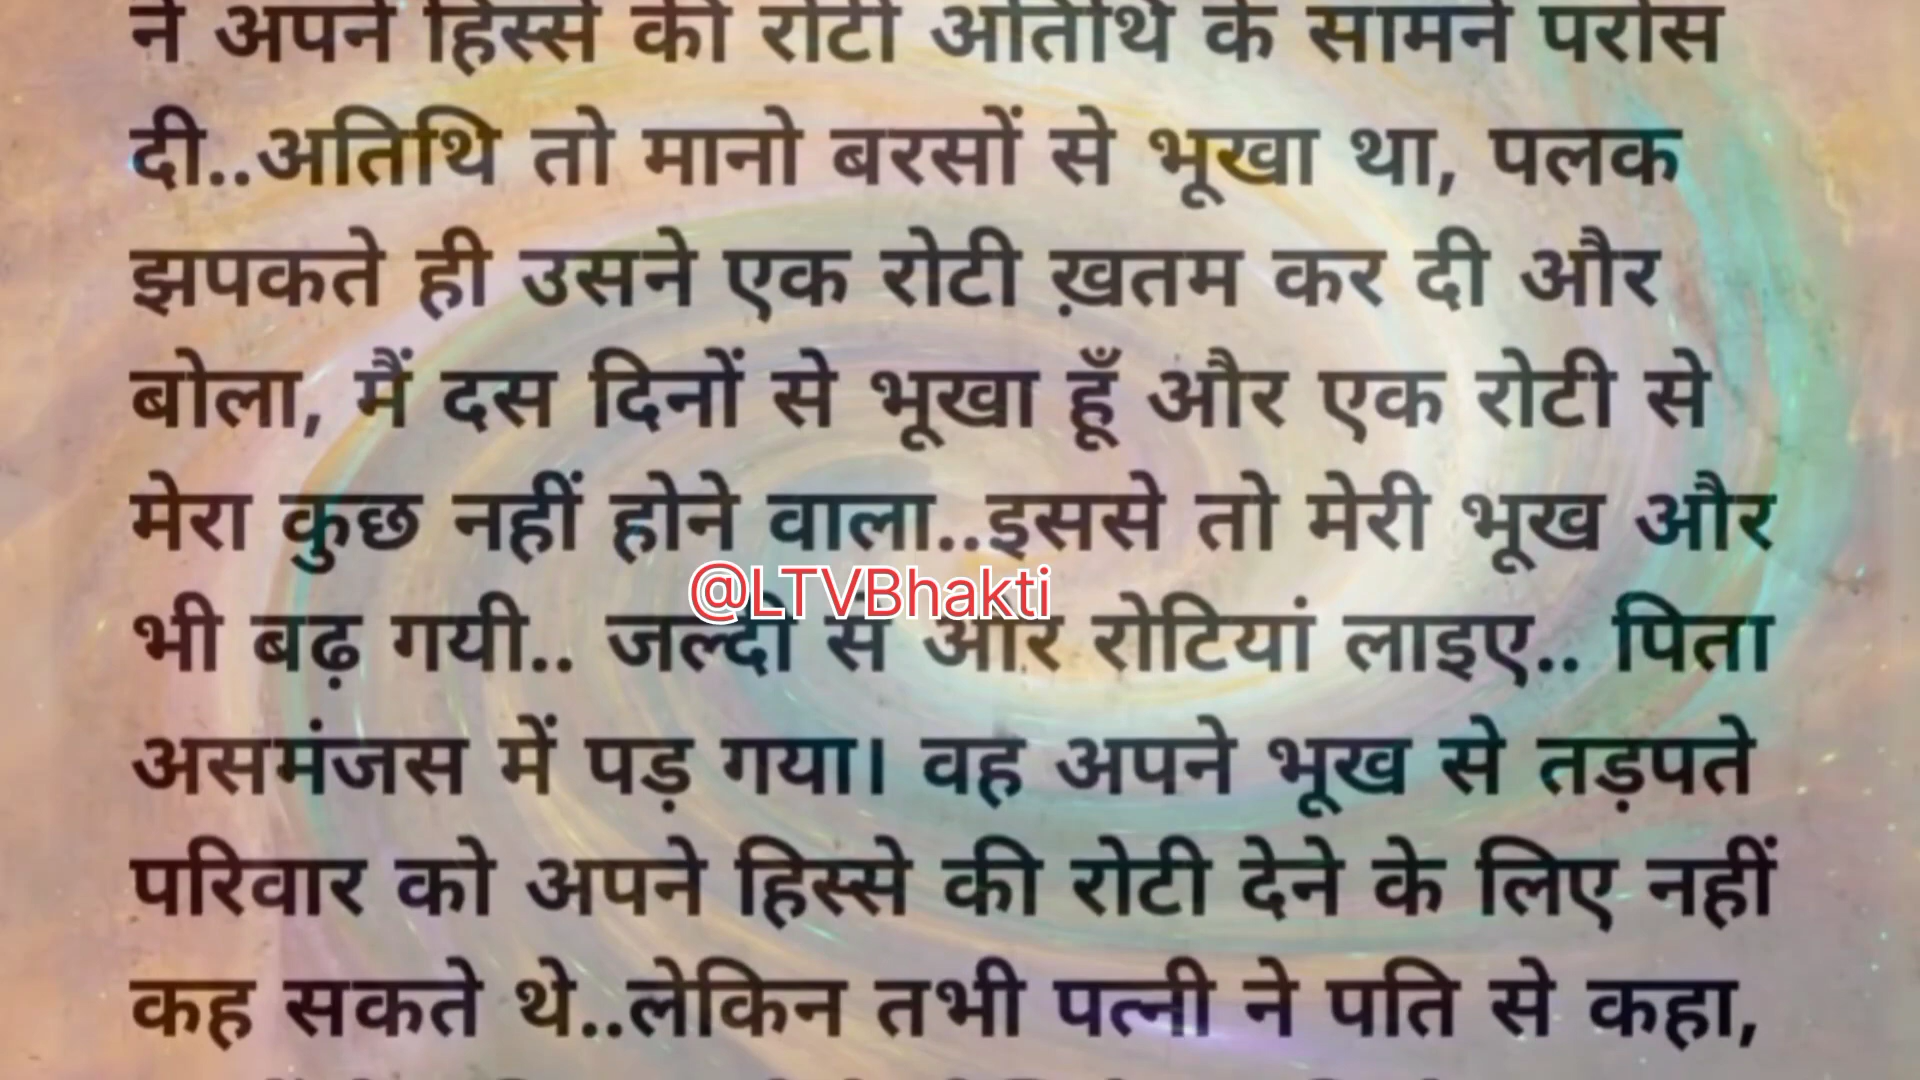 ने अपने हिस्से की रोटी अतिथि के सामने परोस
दी..अतिथि तो मानो बरसों से भूखा था, पलक
झपकते ही उसने एक रोटी ख़तम कर दी और
बोला, मैं दस दिनों से भूखा हूँ और एक रोटी से
मेरा कुछ नहीं होने वाला..इससे तो मेरी भूख और
@LTVBhakti
भी बढ़ गयी.. जल्दी से और रोटियां लाइए.. पिता
असमंजस में पड़ गया। वह अपने भूख से तड़पते
परिवार को अपने हिस्से की रोटी देने के लिए नहीं
कह सकते थे..लेकिन तभी पत्नी ने पति से कहा,